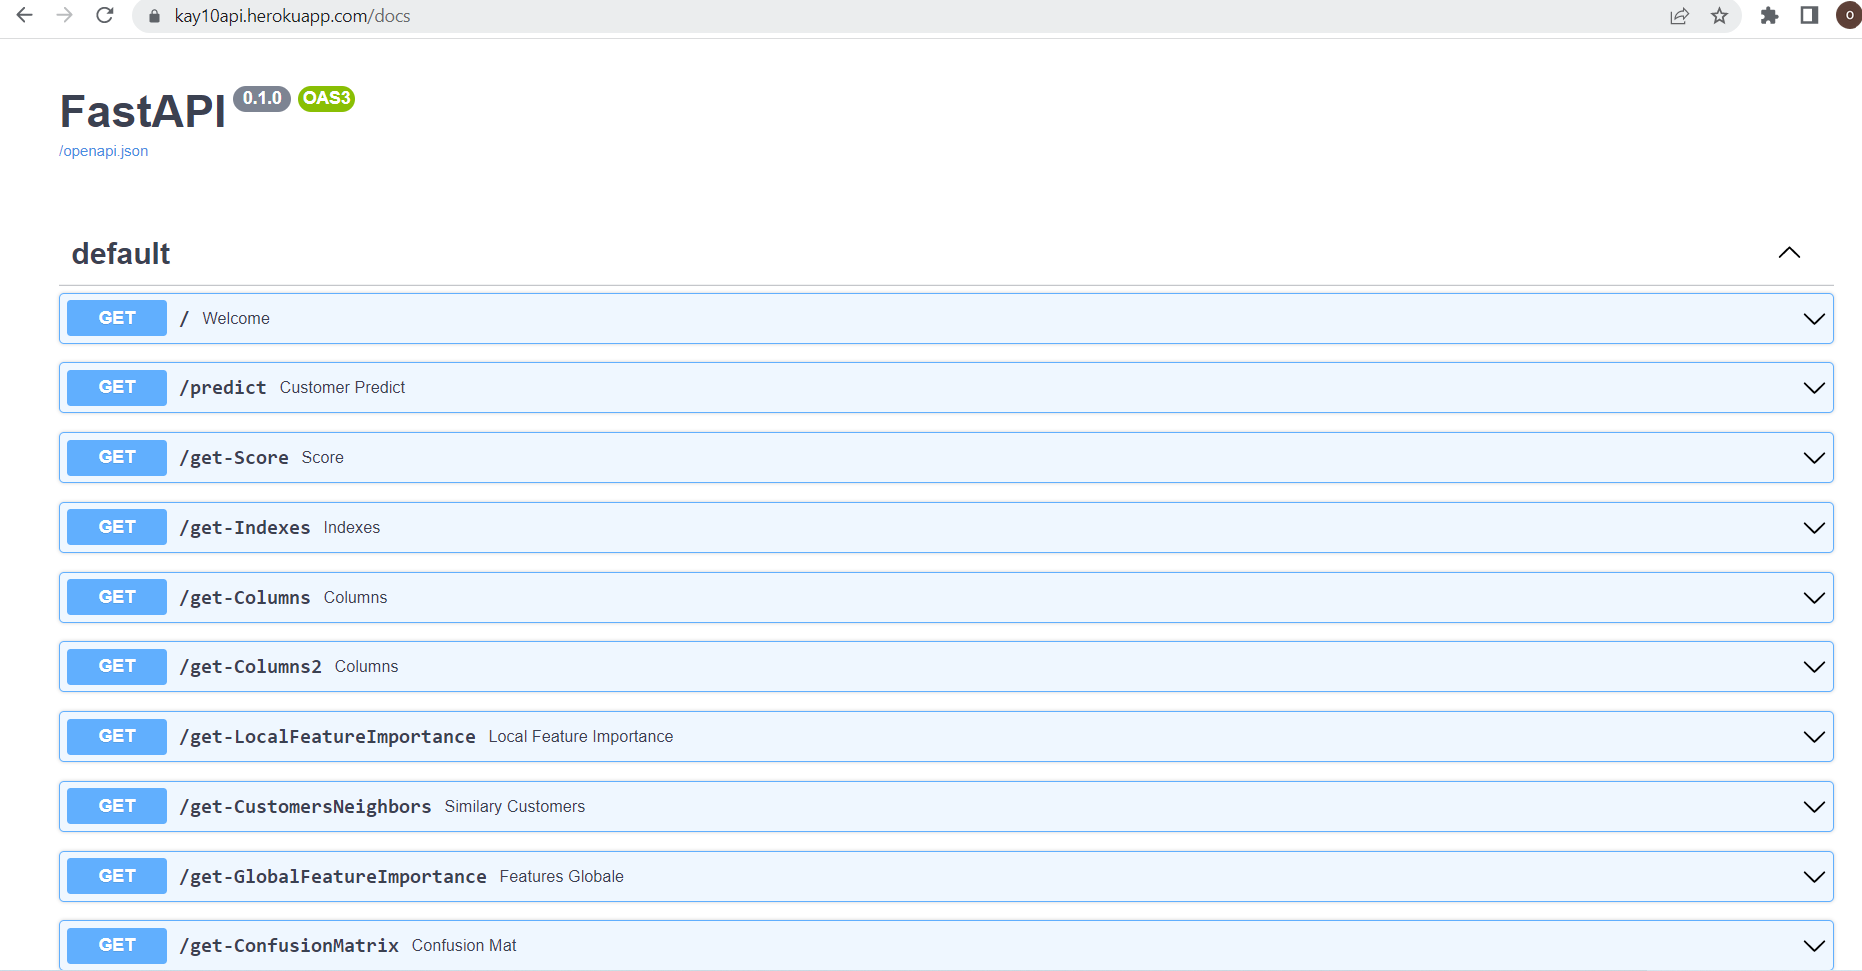 kay10api.herokuapp.com/docs
O
FastAPI 0.1.0 OAS3
/openapi.json
default
GET / Welcome
GET /predict Customer Predict
GET /get-Score Score
GET /get-Indexes Indexes
GET /get-Columns Columns
GET /get-Columns2 Columns
GET /get-LocalFeatureImportance Local Feature Importance
GET /get-CustomersNeighbors Similary Customers
GET /get-GlobalFeatureImportance Features Globale
GET /get-ConfusionMatrix Confusion Mat